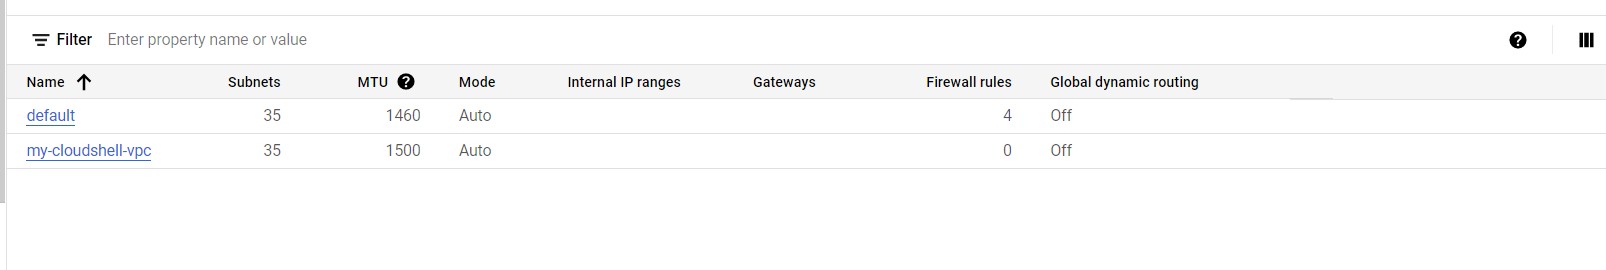 Filter Enter property name or value
Name Subnets MTU Mode Internal IP ranges Gateways Firewall rules Global dynamic routing
default 35 1460 Auto 4 Off
my-cloudshell-vpc 35 1500 Auto 0 Off